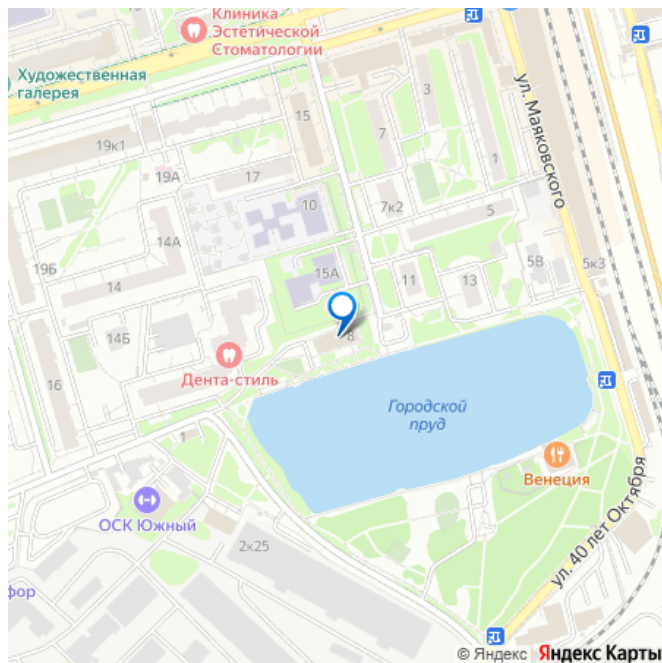 Клиника
Эстетической
Стоматологии
Художественная
галерея
3
15
7
ул. Маяковского
19к1
1
19А
17
7к2
10
5
14А
19Б
15А
11
13
5В
5к3
14
14Б
8
16
Дента-стиль
Городской
пруд
1
Венеция
ОСК Южный
2к25
ул. 40 лет Октября
фор
© Яндекс Яндекс Карты